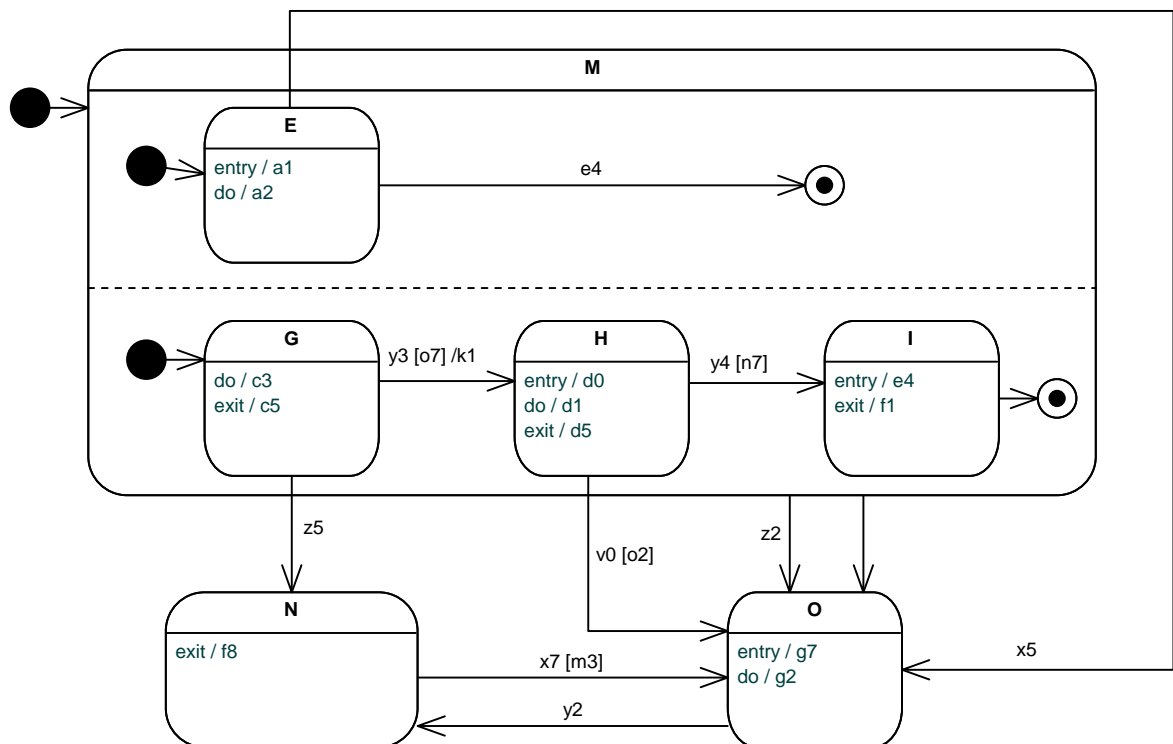 M
E
entry / a1
do / a2
e4
G
do / c3
exit / c5
y3 [o7] /k1
H
entry / d0
do / d1
exit / d5
y4 [n7]
I
entry / e4
exit / f1
z5
v0 [o2]
z2
N
exit / f8
x7 [m3]
y2
O
entry / g7
do / g2
x5